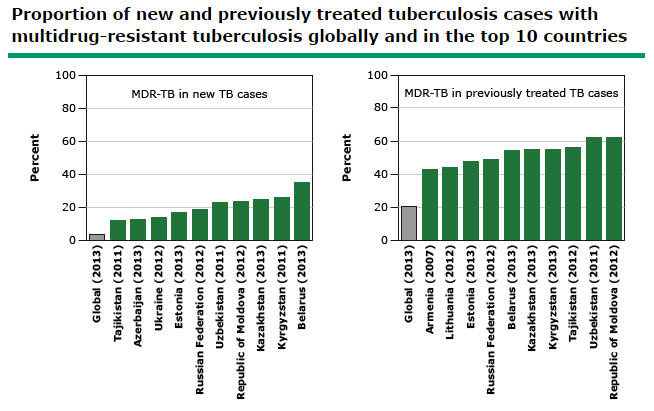 Proportion of new and previously treated tuberculosis cases with
multidrug-resistant tuberculosis globally and in the top 10 countries
MDR-TB in new TB cases
Percent
100
80
60
40
20
0
Global (2013)
Tajikistan (2011)
Azerbaijan (2013)
Ukraine (2012)
Estonia (2013)
Russian Federation (2012)
Uzbekistan (2011)
Republic of Moldova (2012)
Kazakhstan (2013)
Kyrgyzstan (2011)
Belarus (2013)
MDR-TB in previously treated TB cases
Percent
100
80
60
40
20
0
Global (2013)
Armenia (2007)
Lithuania (2012)
Estonia (2013)
Russian Federation (2012)
Belarus (2013)
Kazakhstan (2013)
Kyrgyzstan (2013)
Tajikistan (2012)
Uzbekistan (2011)
Republic of Moldova (2012)